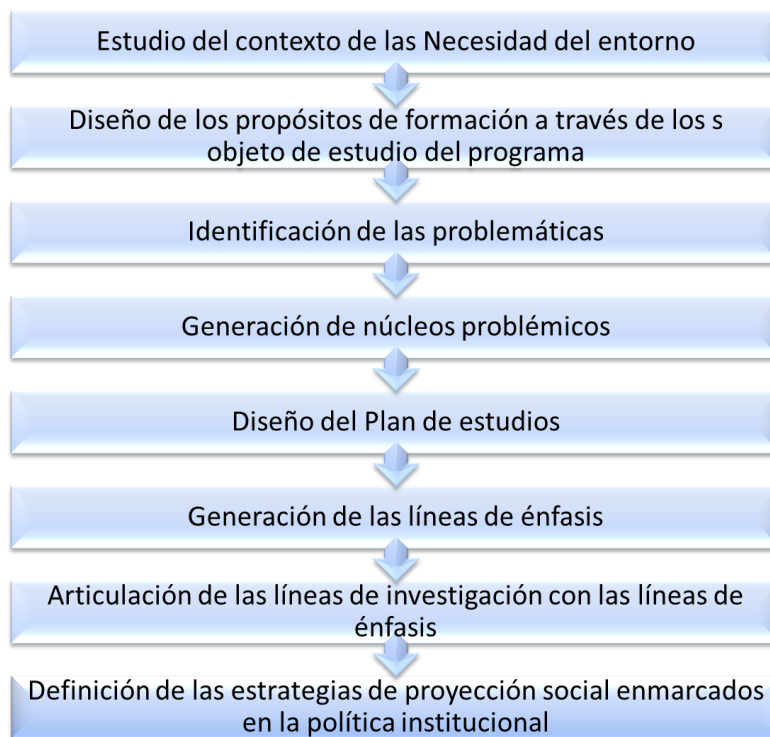 Estudio del contexto de las Necesidad del entorno
Diseño de los propósitos de formación a través de los s
objeto de estudio del programa
Identificación de las problemáticas
Generación de núcleos problémicos
Diseño del Plan de estudios
Generación de las líneas de énfasis
Articulación de las líneas de investigación con las líneas de
énfasis
Definición de las estrategias de proyección social enmarcados
en la política institucional